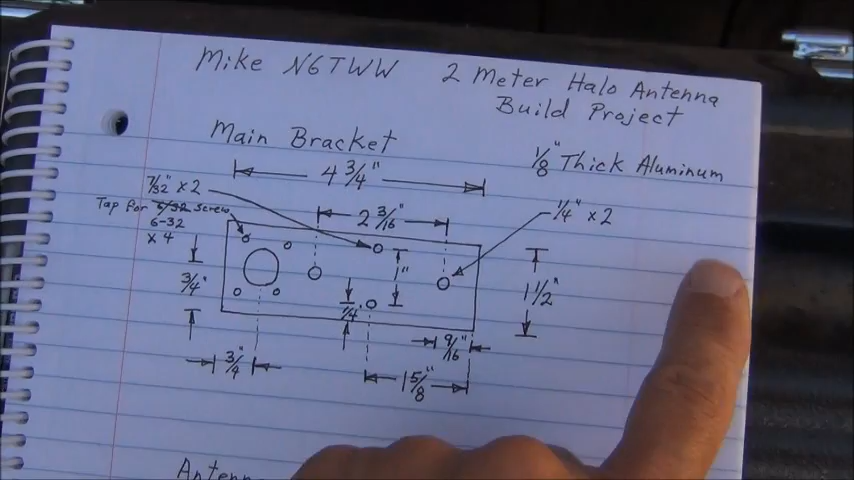 Mike N6TWW 2 Meter Halo Antenna
Build Project
Main Bracket
1/8" Thick Aluminum
4 3/4"
7/32" x 2
2 3/16"
1/4" x 2
Tap for 6/32 screw
6-32
x 4
3/4"
1"
1 1/2"
1/4"
9/16"
3/4"
1 5/8"
Antenna